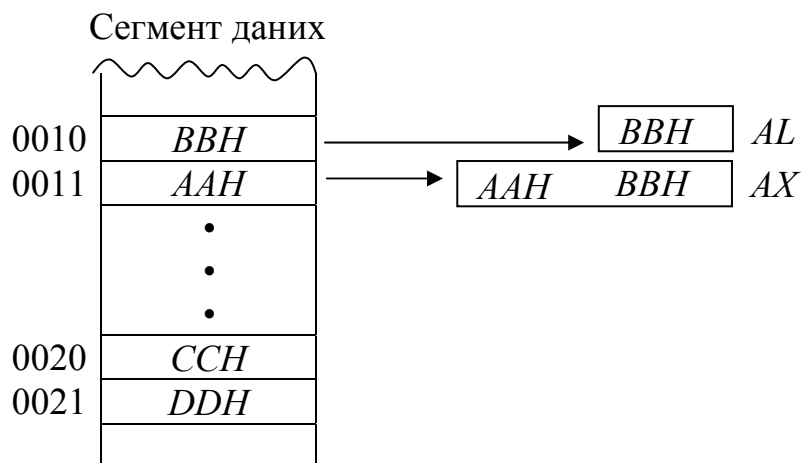 Сегмент даних
0010 BBH BBH AL
0011 AAH AAH BBH AX
0020 CCH
0021 DDH